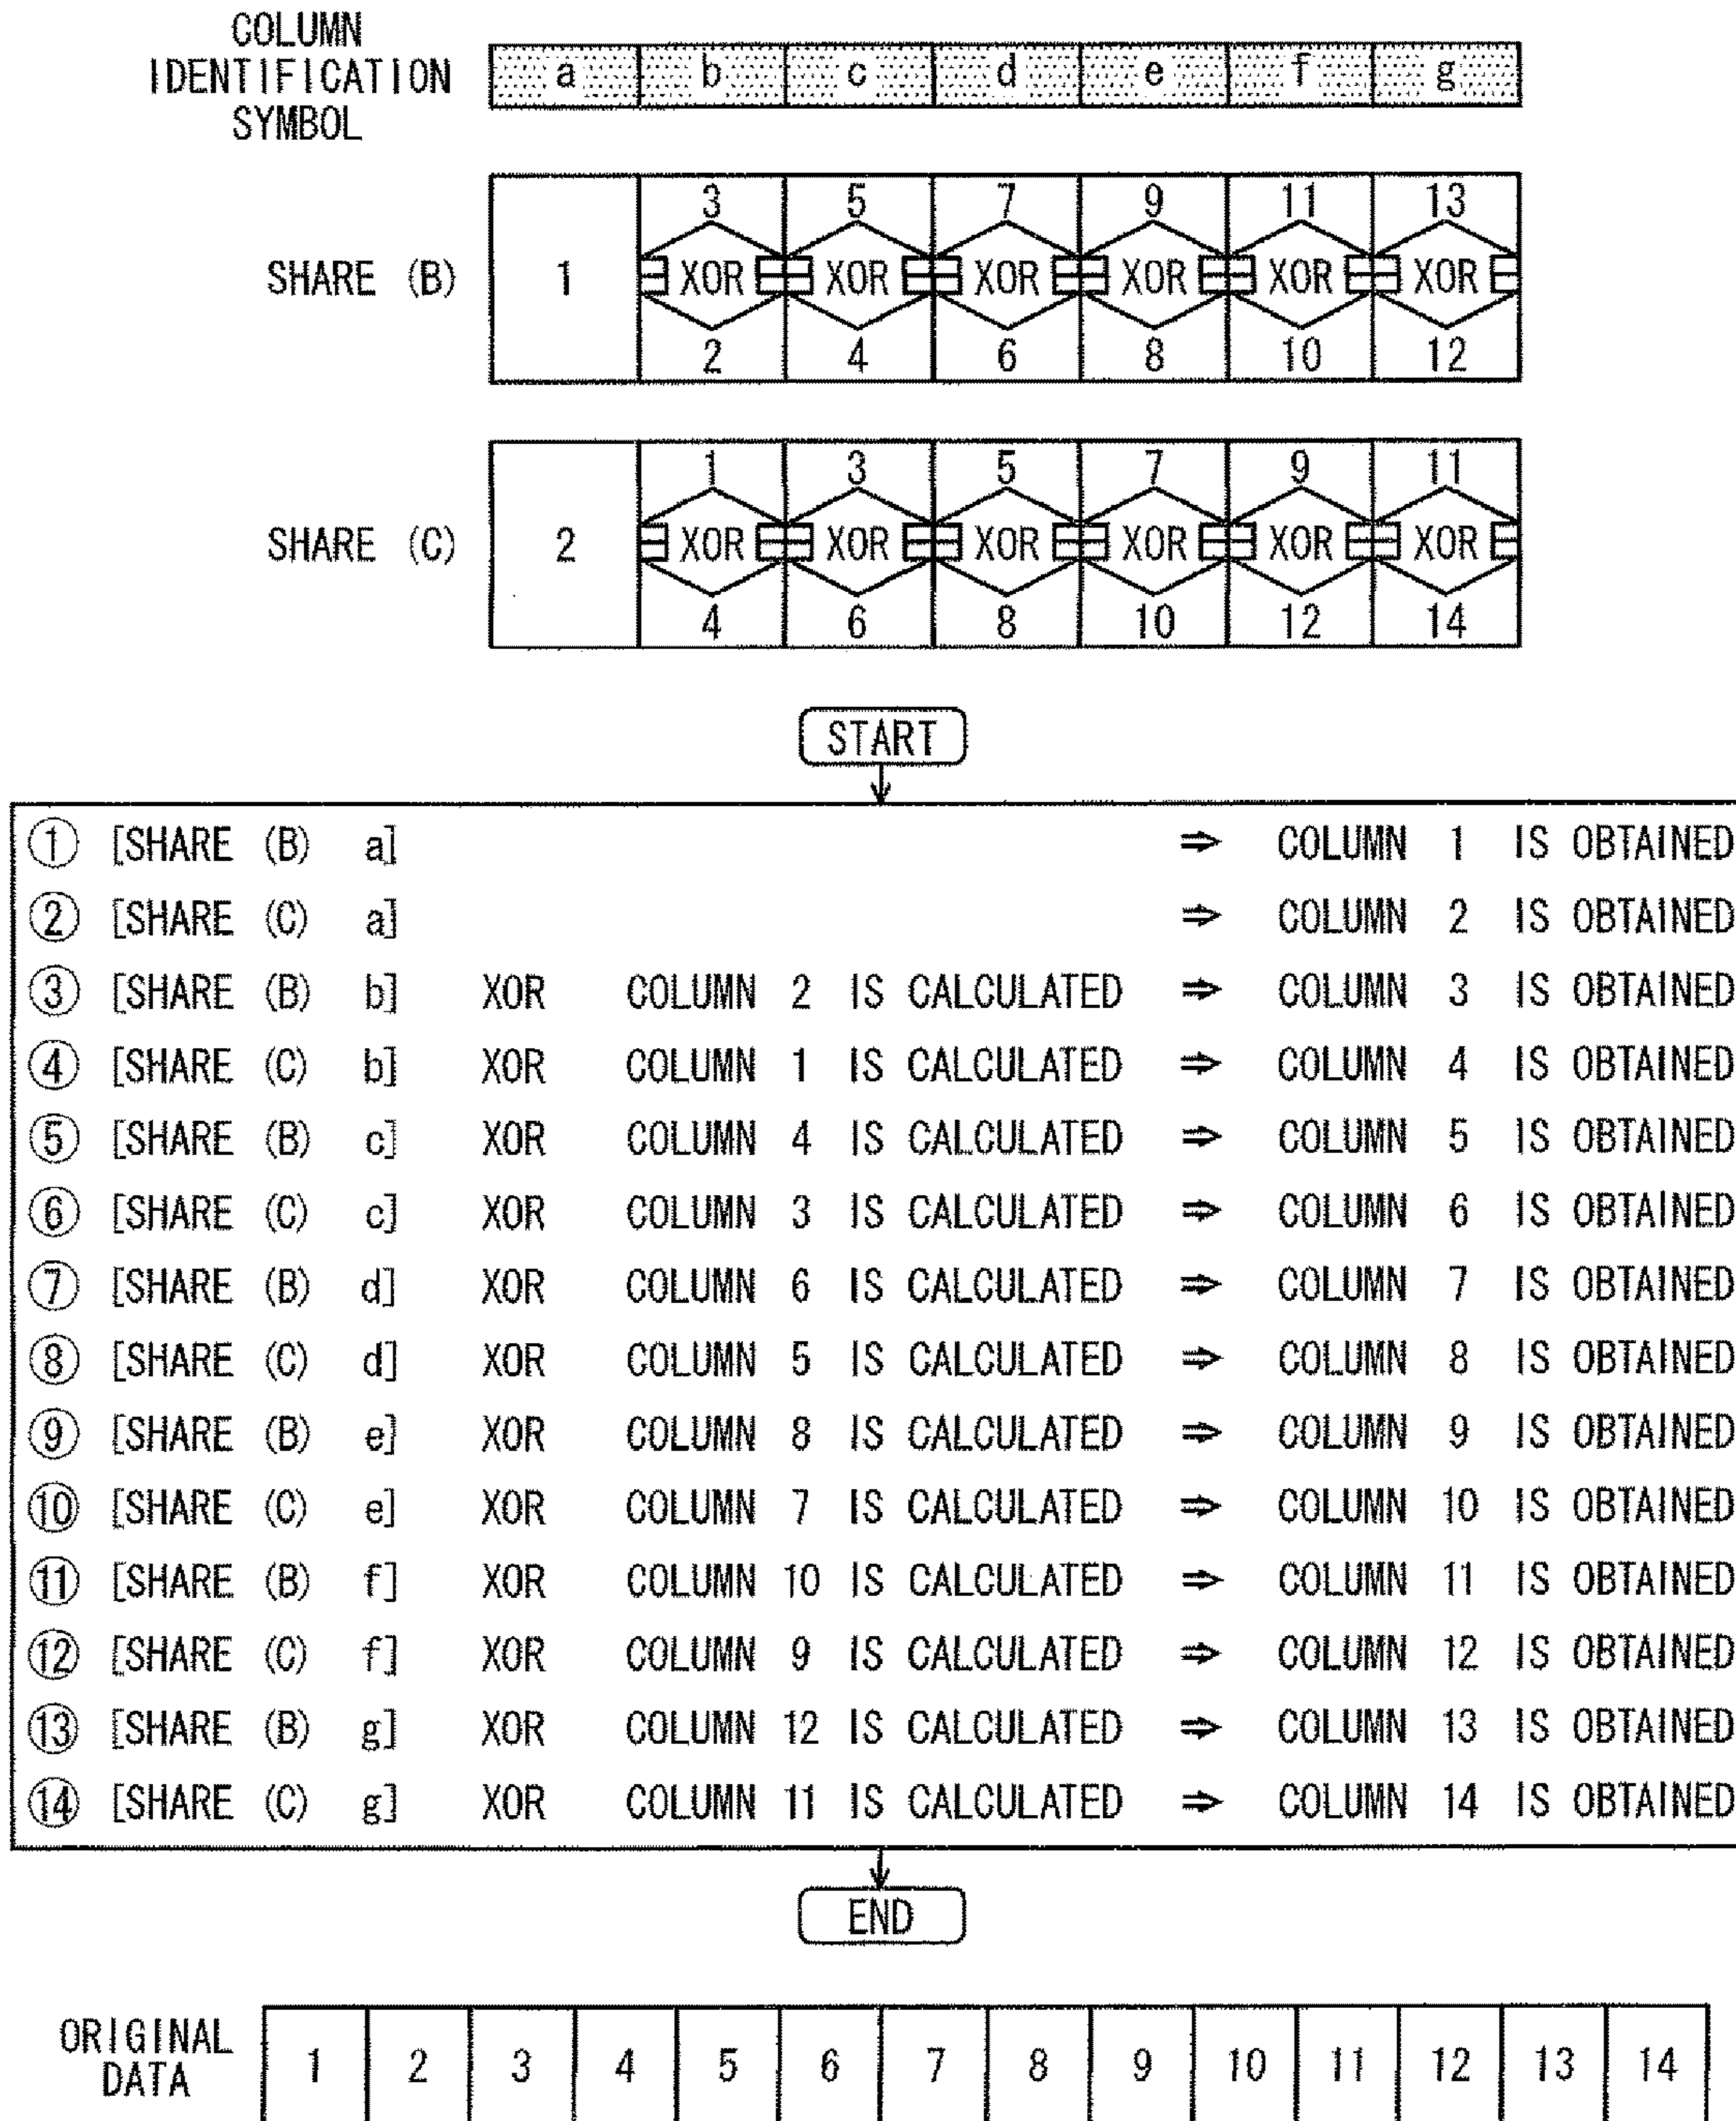 COLUMN
IDENTIFICATION
SYMBOL
a b c d e f g
3 5 7 9 11 13
SHARE (B) 1 XOR XOR XOR XOR XOR XOR
2 4 6 8 10 12
1 3 5 7 9 11
SHARE (C) 2 XOR XOR XOR XOR XOR XOR
4 6 8 10 12 14
START
① [SHARE (B) a] ⇒ COLUMN 1 IS OBTAINED
② [SHARE (C) a] ⇒ COLUMN 2 IS OBTAINED
③ [SHARE (B) b] XOR COLUMN 2 IS CALCULATED ⇒ COLUMN 3 IS OBTAINED
④ [SHARE (C) b] XOR COLUMN 1 IS CALCULATED ⇒ COLUMN 4 IS OBTAINED
⑤ [SHARE (B) c] XOR COLUMN 4 IS CALCULATED ⇒ COLUMN 5 IS OBTAINED
⑥ [SHARE (C) c] XOR COLUMN 3 IS CALCULATED ⇒ COLUMN 6 IS OBTAINED
⑦ [SHARE (B) d] XOR COLUMN 6 IS CALCULATED ⇒ COLUMN 7 IS OBTAINED
⑧ [SHARE (C) d] XOR COLUMN 5 IS CALCULATED ⇒ COLUMN 8 IS OBTAINED
⑨ [SHARE (B) e] XOR COLUMN 8 IS CALCULATED ⇒ COLUMN 9 IS OBTAINED
⑩ [SHARE (C) e] XOR COLUMN 7 IS CALCULATED ⇒ COLUMN 10 IS OBTAINED
⑪ [SHARE (B) f] XOR COLUMN 10 IS CALCULATED ⇒ COLUMN 11 IS OBTAINED
⑫ [SHARE (C) f] XOR COLUMN 9 IS CALCULATED ⇒ COLUMN 12 IS OBTAINED
⑬ [SHARE (B) g] XOR COLUMN 12 IS CALCULATED ⇒ COLUMN 13 IS OBTAINED
⑭ [SHARE (C) g] XOR COLUMN 11 IS CALCULATED ⇒ COLUMN 14 IS OBTAINED
END
ORIGINAL
DATA
1 2 3 4 5 6 7 8 9 10 11 12 13 14